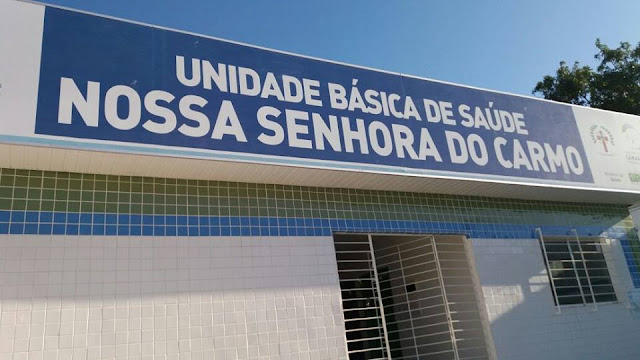 UNIDADE BÁSICA DE SAÚDE
NOSSA SENHORA DO CARMO